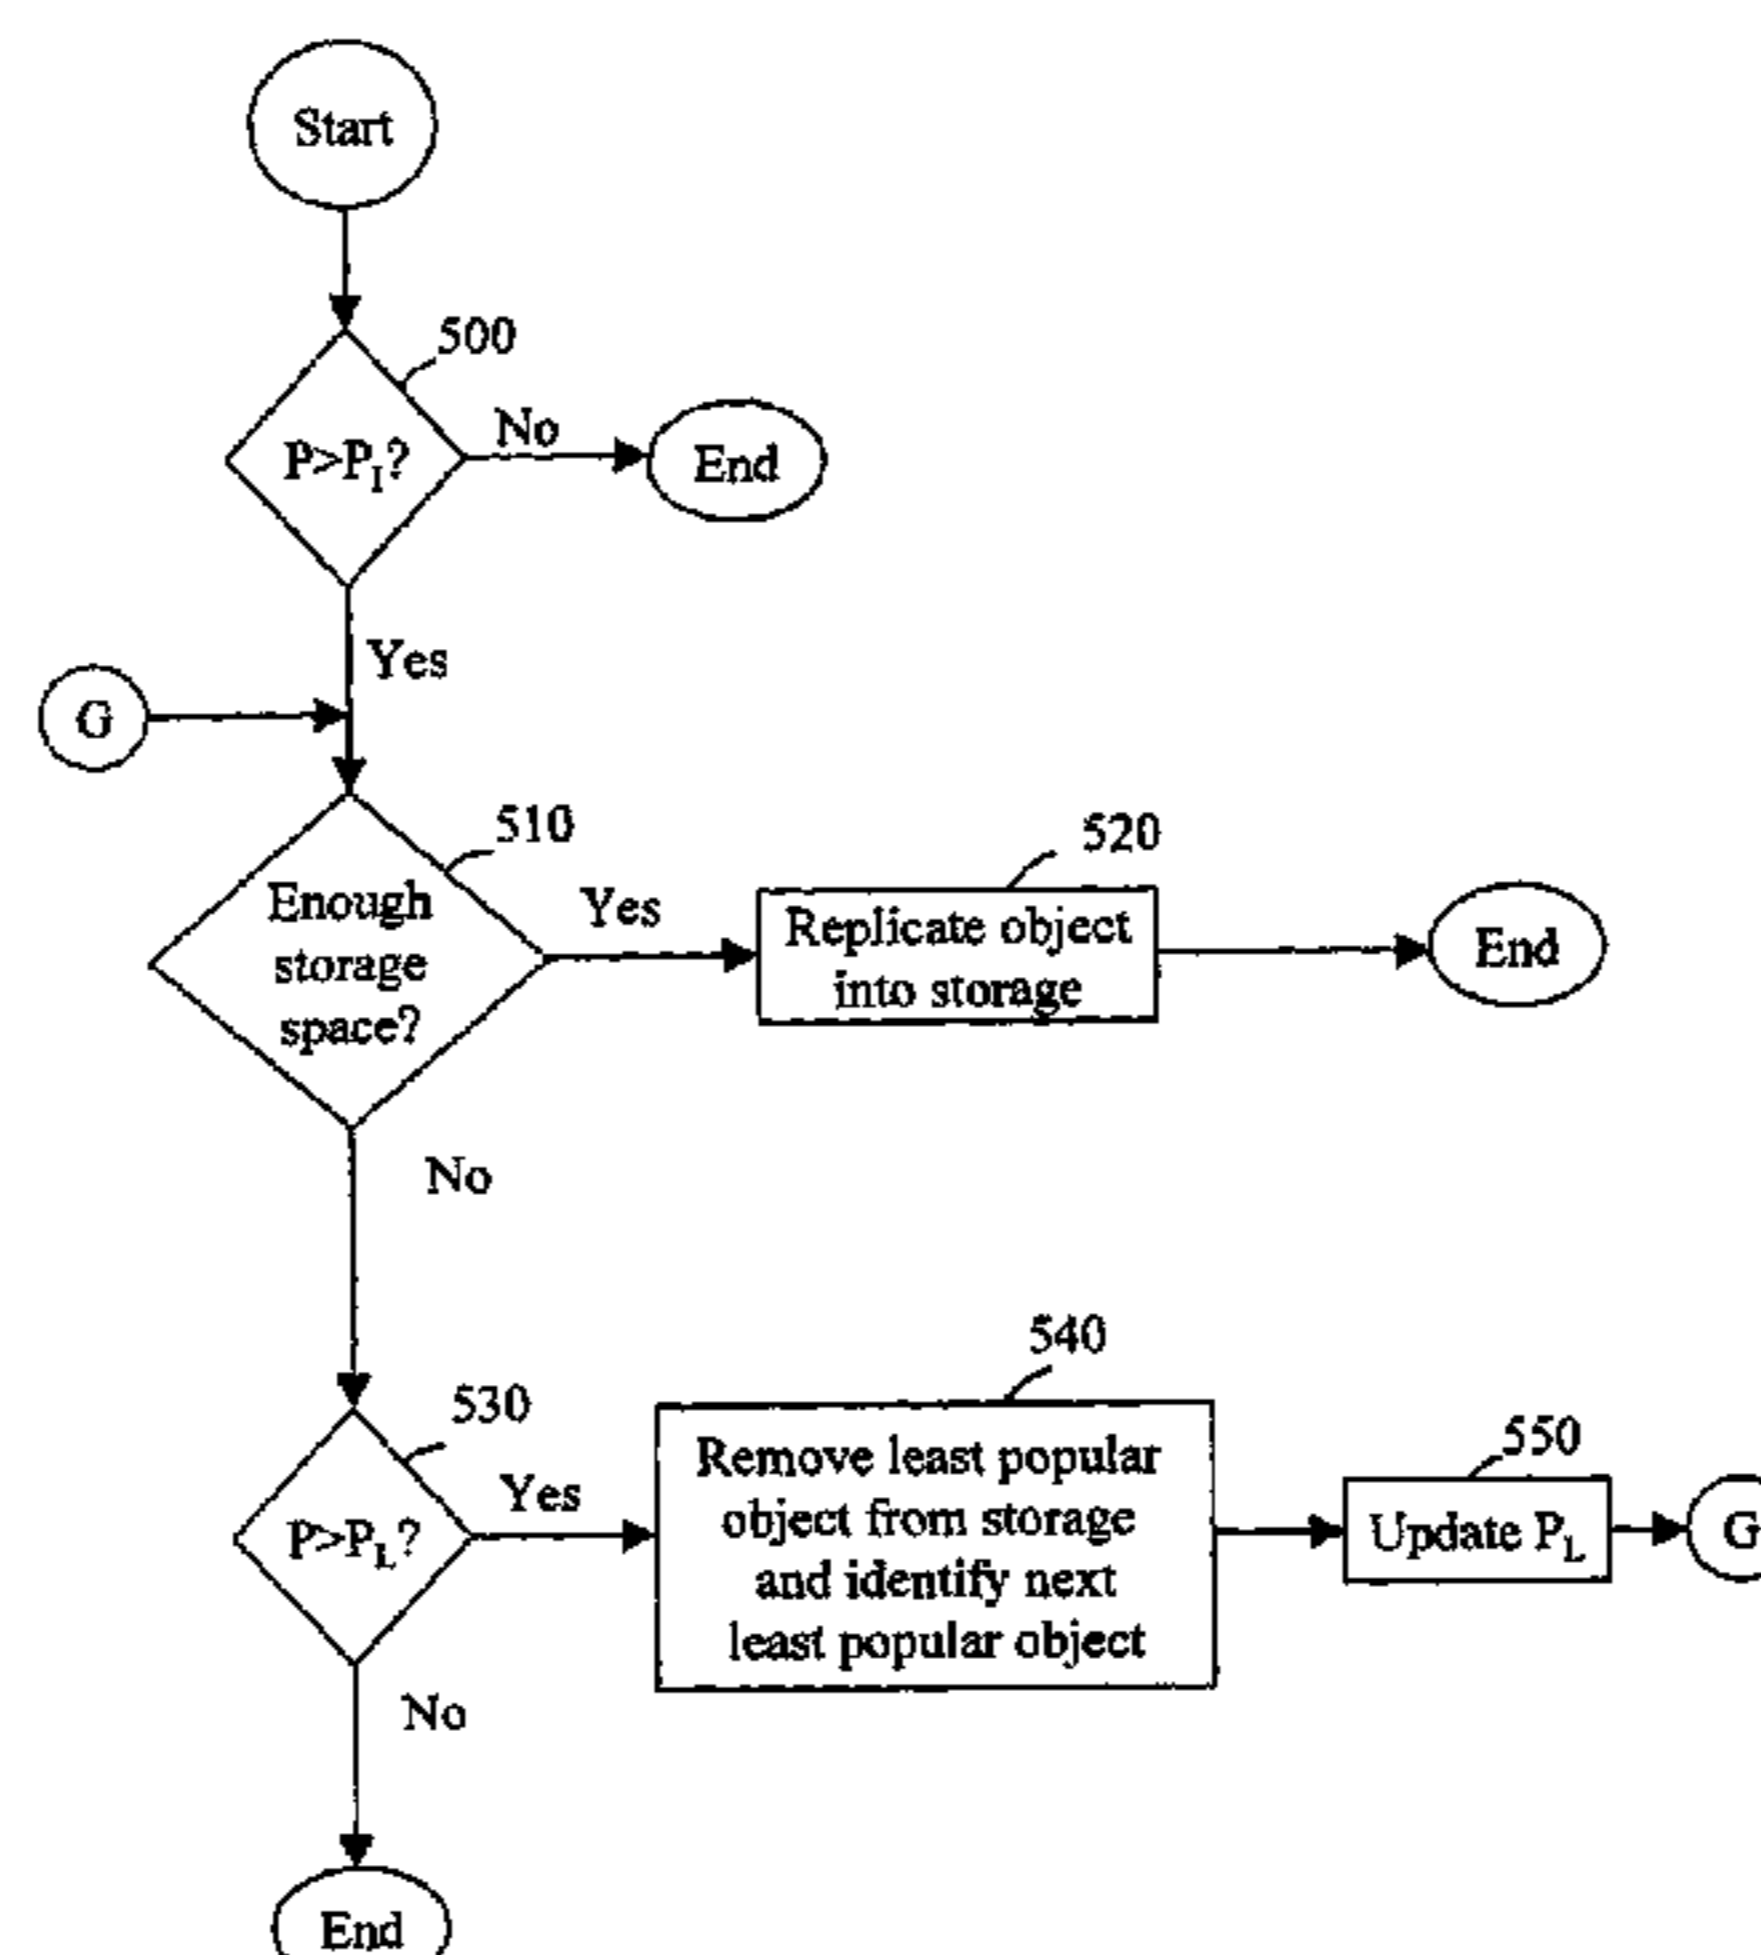 Start
500
P>P_I?
No
End
Yes
G
510
Enough
storage
space?
Yes
520
Replicate object
into storage
End
No
530
P>P_L?
Yes
540
Remove least popular
object from storage
and identify next
least popular object
550
Update P_L
G
No
End